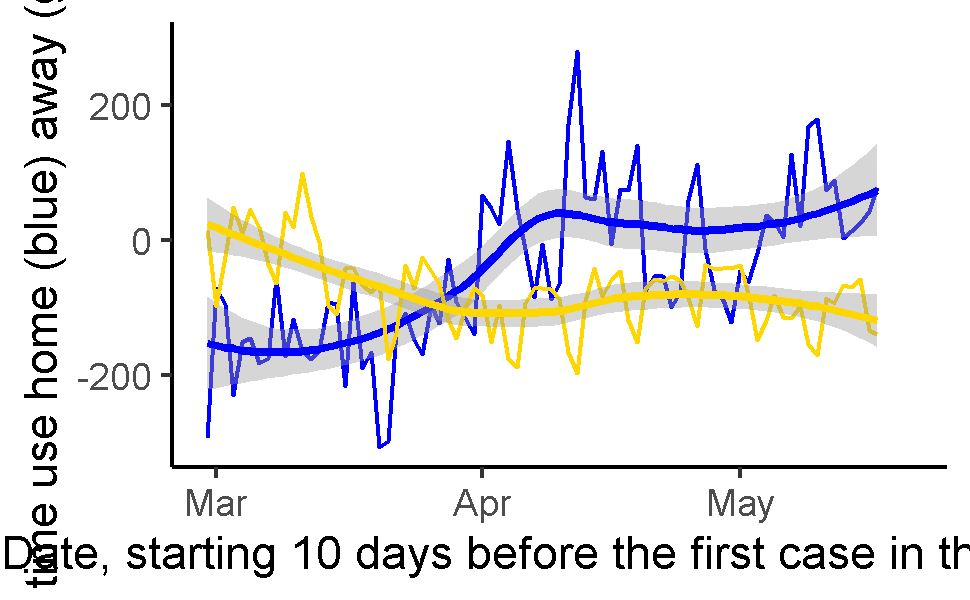 time use home (blue) away (
200
0
-200
Mar Apr May
Date, starting 10 days before the first case in th